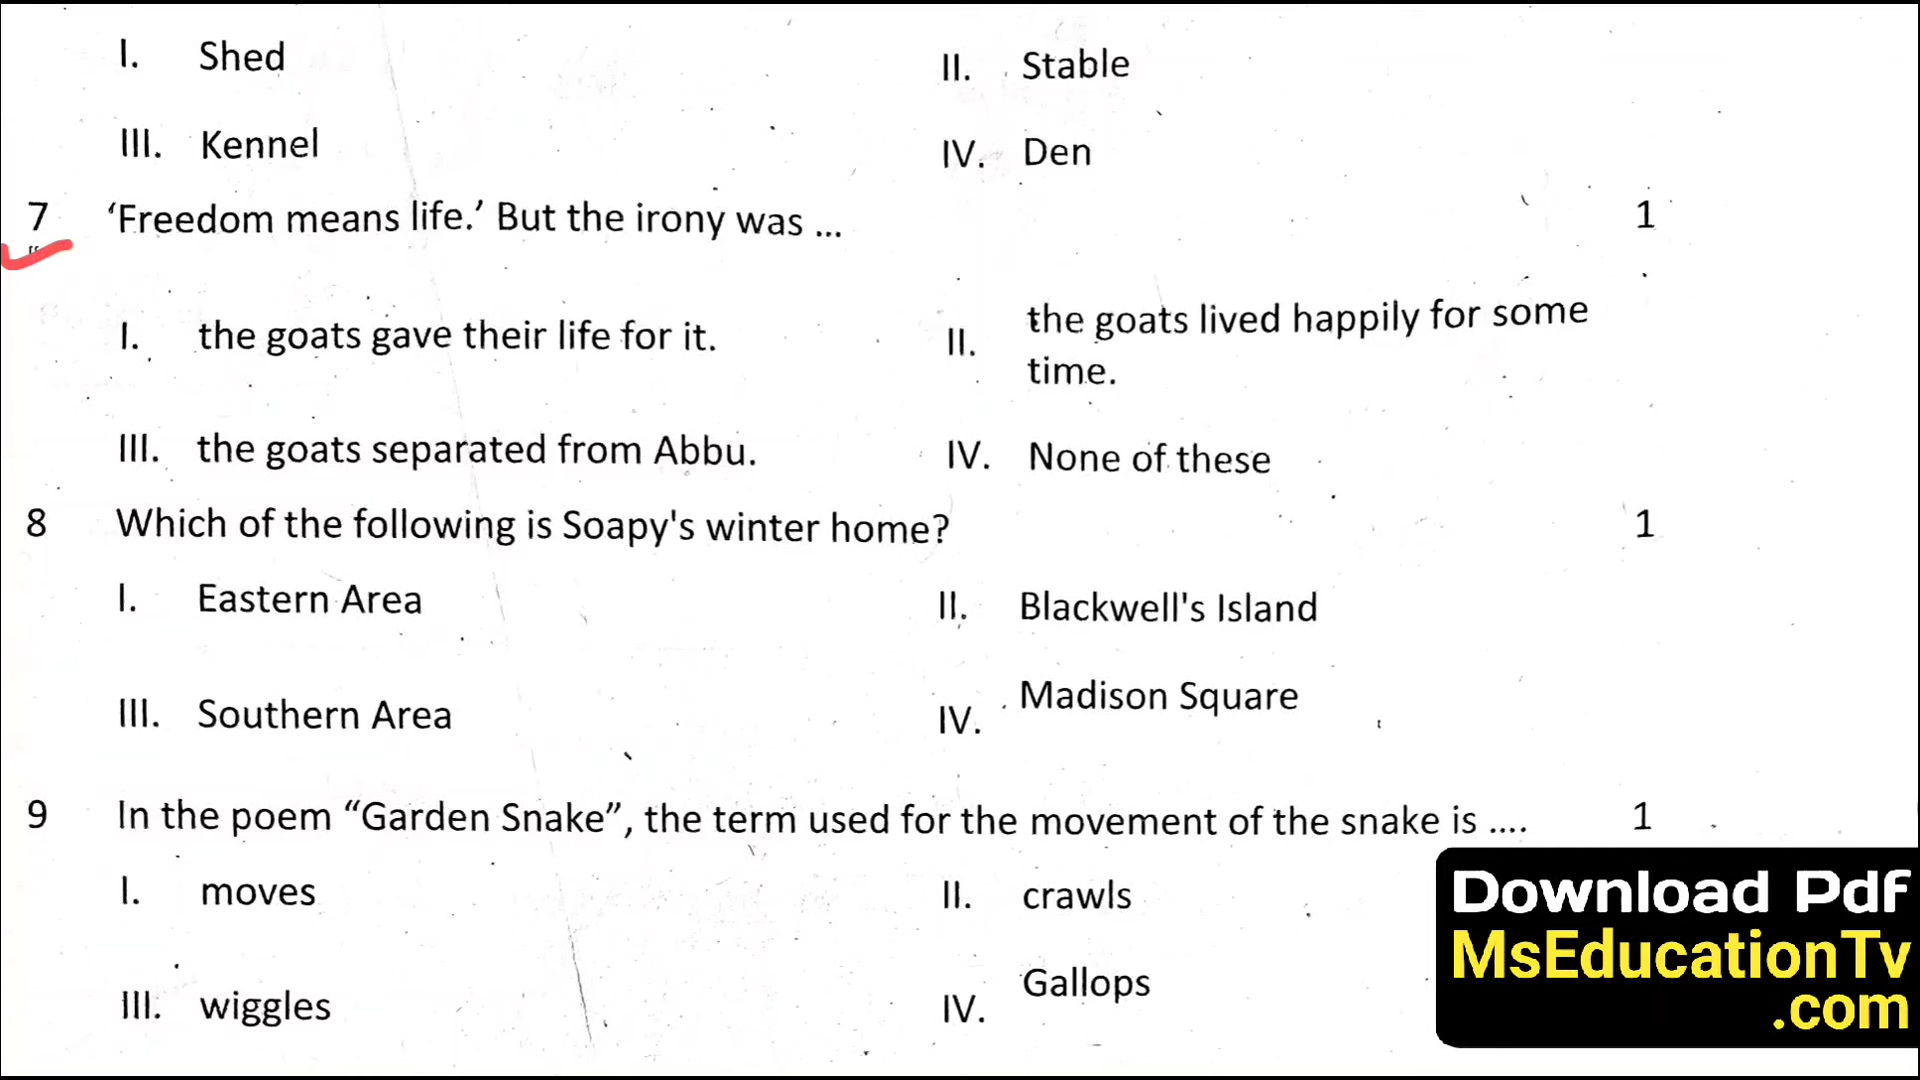 I. Shed II. Stable
III. Kennel IV. Den
7 ‘Freedom means life.’ But the irony was ... 1
I. the goats gave their life for it. II. the goats lived happily for some
time.
III. the goats separated from Abbu. IV. None of these
8 Which of the following is Soapy's winter home? 1
I. Eastern Area II. Blackwell's Island
III. Southern Area IV. Madison Square
9 In the poem “Garden Snake”, the term used for the movement of the snake is .... 1
I. moves II. crawls
III. wiggles IV. Gallops
Download Pdf
MsEducationTv
.com